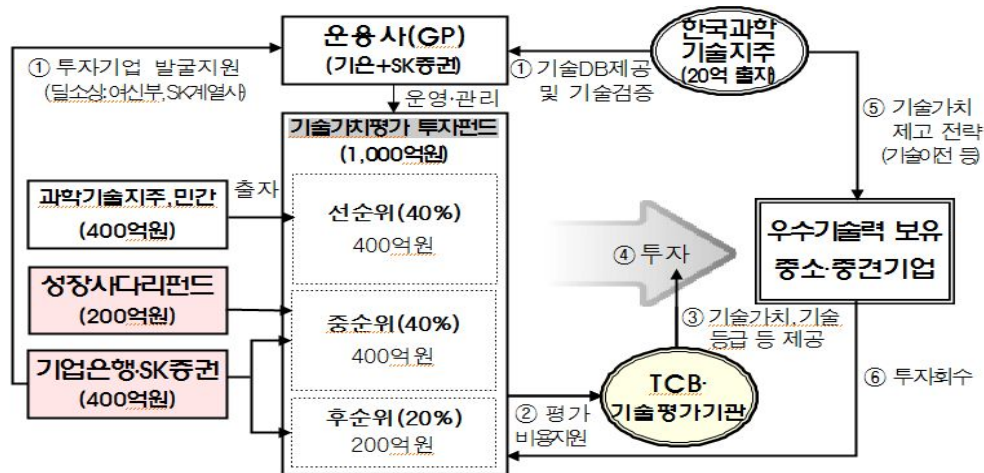 운용사(GP)
(기은+SK증권)
한국과학
기술지주
(20억 출자)
① 투자기업 발굴지원
(딜소싱:여신부,SK계열사)
① 기술DB제공
및 기술검증
운영·관리
⑤ 기술가치
제고 전략
(기술이전 등)
기술가치평가 투자펀드
(1,000억원)
과학기술지주,민간
(400억원)
출자
선순위(40%)
400억원
우수기술력 보유
중소·중견기업
④ 투자
성장사다리펀드
(200억원)
중순위(40%)
400억원
③ 기술가치,기술
등급 등 제공
기업은행·SK증권
(400억원)
TCB·
기술평가기관
⑥ 투자회수
후순위(20%)
200억원
② 평가
비용지원